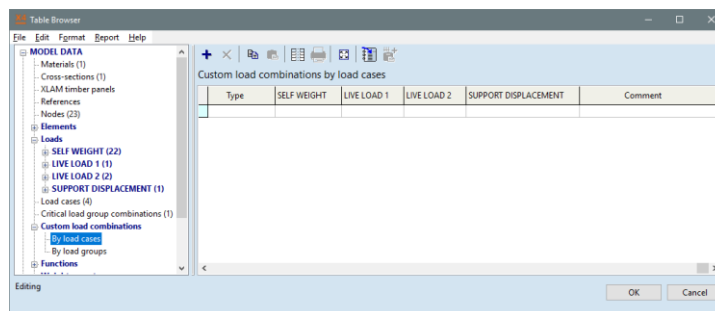 Table Browser
File Edit Format Report Help
MODEL DATA
Materials (1)
Cross-sections (1)
XLAM timber panels
References
Nodes (23)
Elements
Loads
SELF WEIGHT (22)
LIVE LOAD 1 (1)
LIVE LOAD 2 (2)
SUPPORT DISPLACEMENT (1)
Load cases (4)
Critical load group combinations (1)
Custom load combinations
By load cases
By load groups
Functions
Custom load combinations by load cases
Type SELF WEIGHT LIVE LOAD 1 LIVE LOAD 2 SUPPORT DISPLACEMENT Comment
Editing
OK Cancel